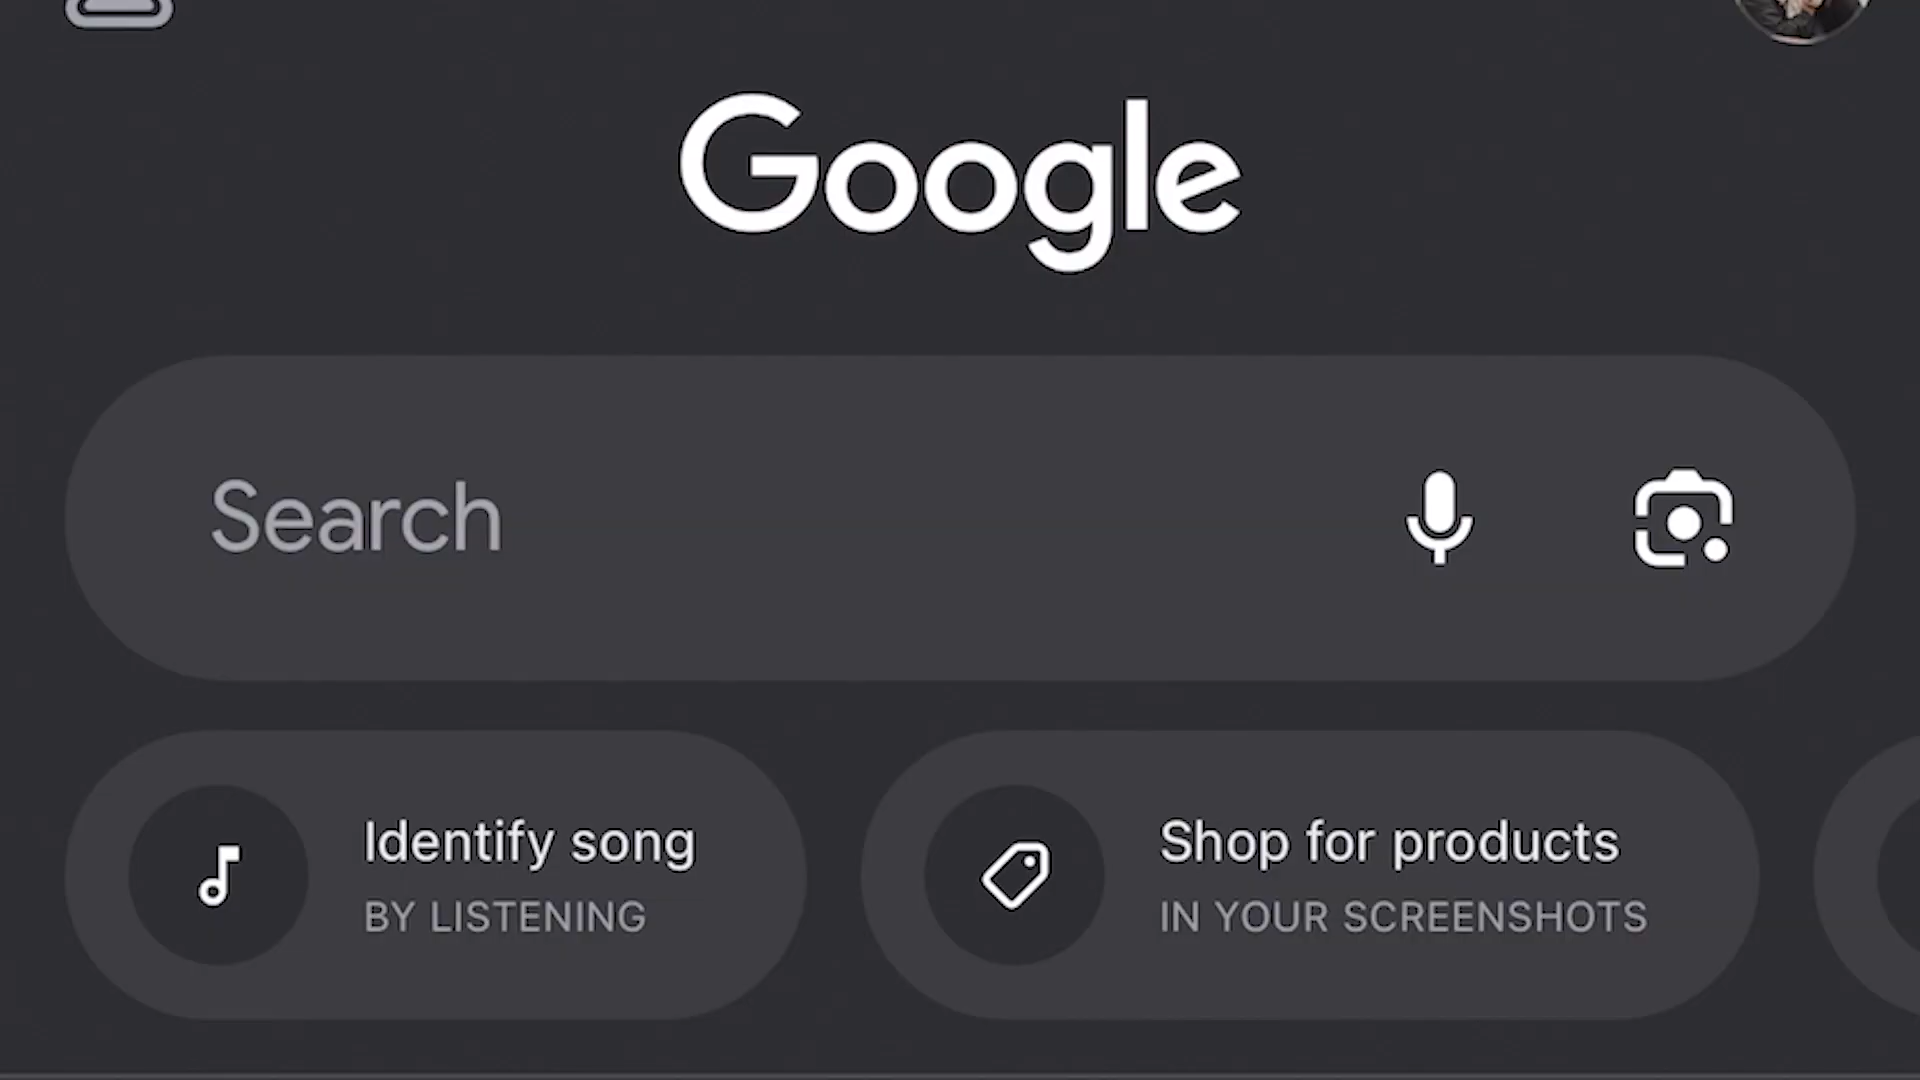 Google
Search
Identify song
BY LISTENING
Shop for products
IN YOUR SCREENSHOTS